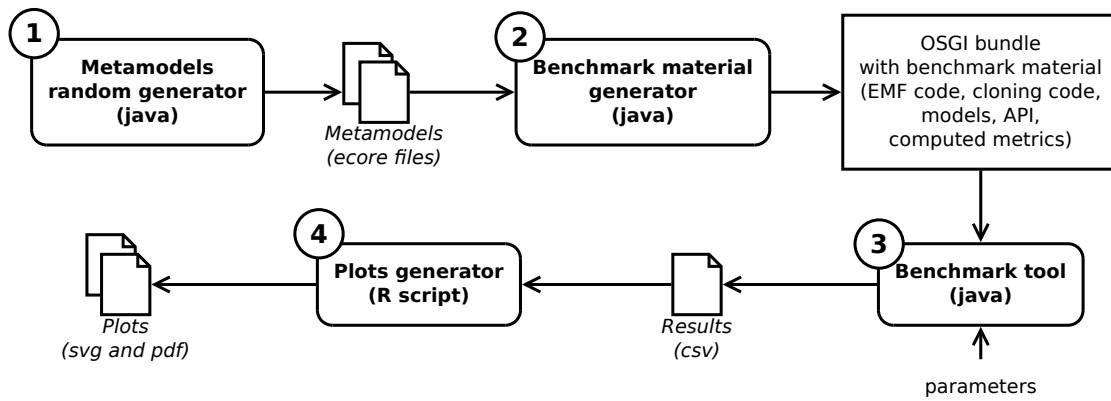 1
Metamodels
random generator
(java)
Metamodels
(ecore files)
2
Benchmark material
generator
(java)
OSGI bundle
with benchmark material
(EMF code, cloning code,
models, API,
computed metrics)
3
Benchmark tool
(java)
parameters
Results
(csv)
4
Plots generator
(R script)
Plots
(svg and pdf)